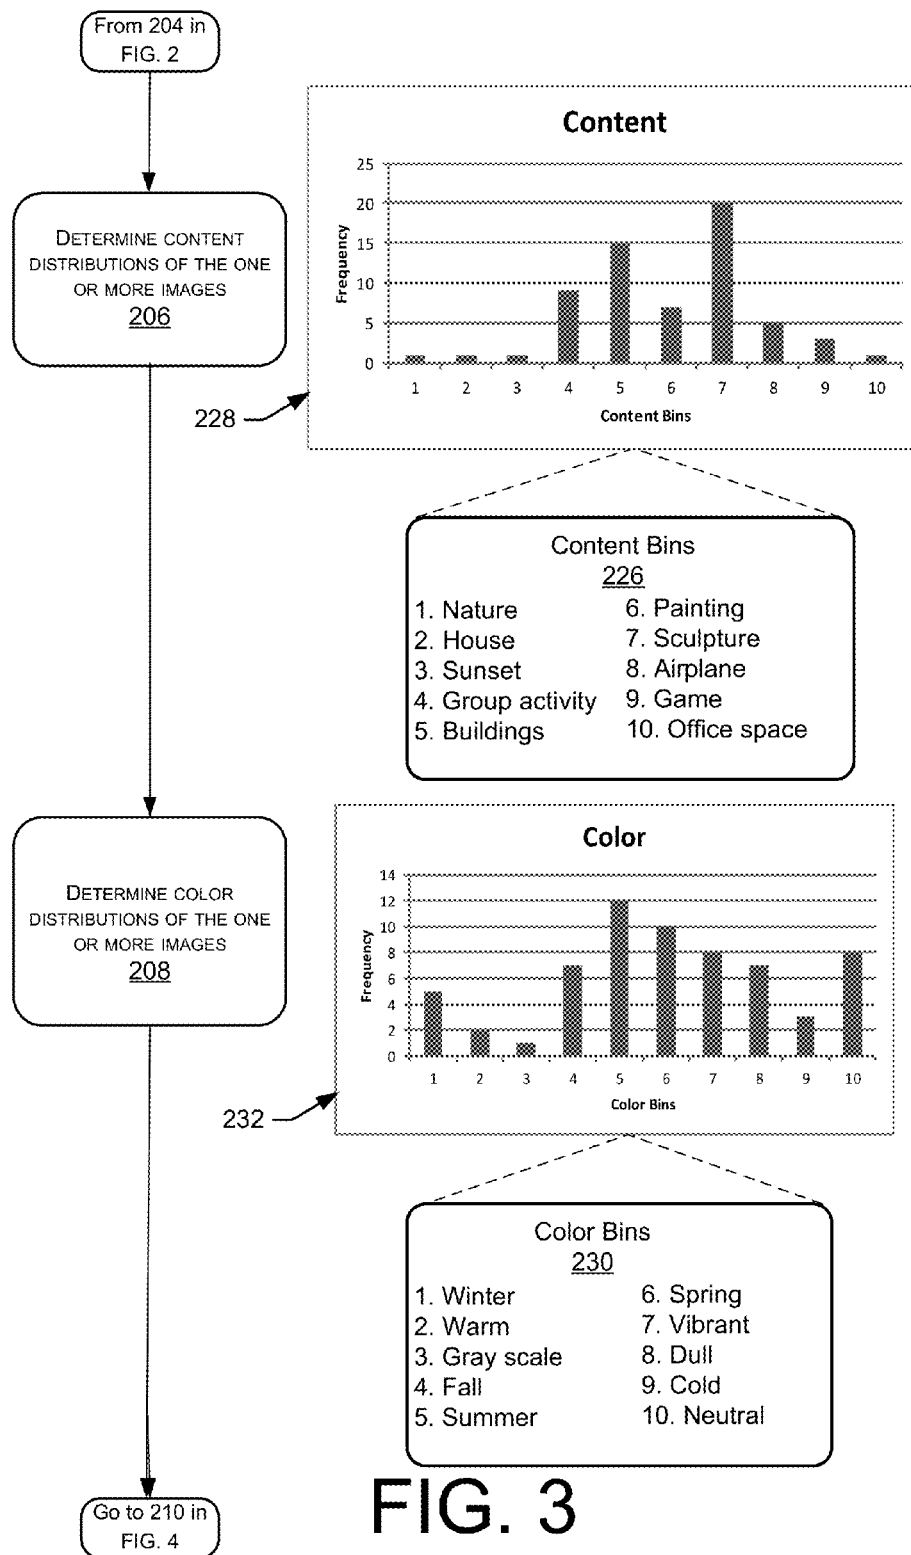 From 204 in
FIG. 2
DETERMINE CONTENT
DISTRIBUTIONS OF THE ONE
OR MORE IMAGES
206
Content
Frequency
25
20
15
10
5
0
1 2 3 4 5 6 7 8 9 10
Content Bins
228
Content Bins
226
1. Nature
2. House
3. Sunset
4. Group activity
5. Buildings
6. Painting
7. Sculpture
8. Airplane
9. Game
10. Office space
DETERMINE COLOR
DISTRIBUTIONS OF THE ONE
OR MORE IMAGES
208
Color
Frequency
14
12
10
8
6
4
2
0
1 2 3 4 5 6 7 8 9 10
Color Bins
232
Color Bins
230
1. Winter
2. Warm
3. Gray scale
4. Fall
5. Summer
6. Spring
7. Vibrant
8. Dull
9. Cold
10. Neutral
Go to 210 in
FIG. 4
FIG. 3